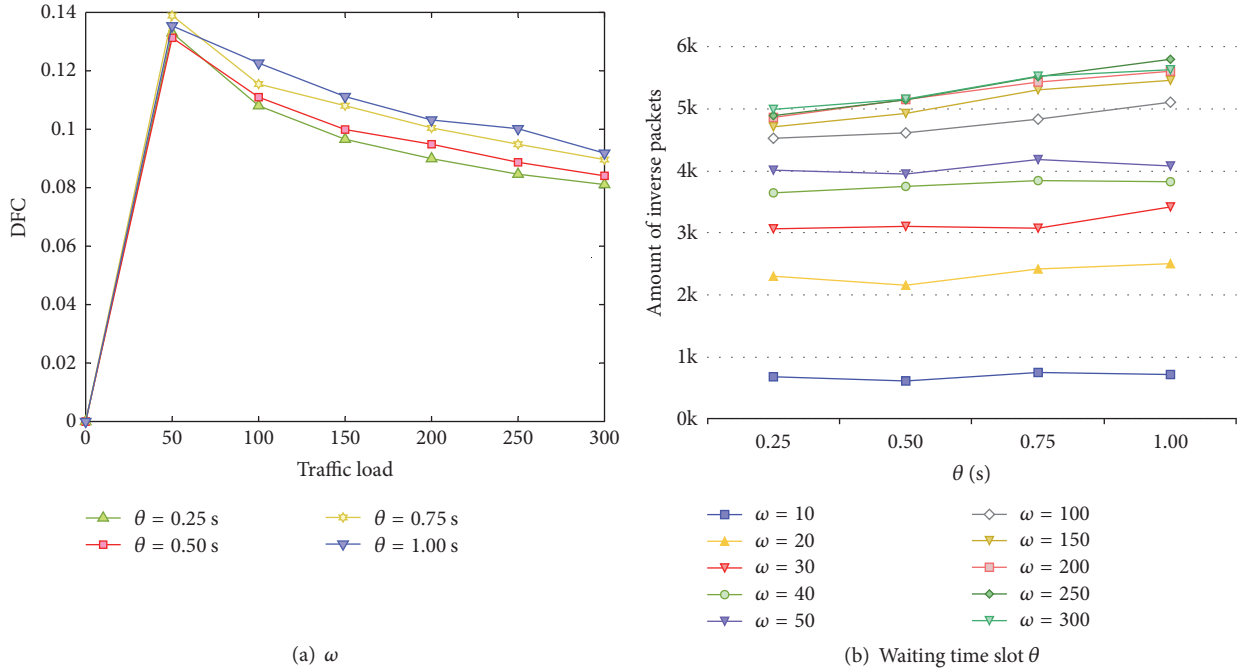 0.14
0.12
0.1
0.08
0.06
0.04
0.02
0
DFC
0 50 100 150 200 250 300
Traffic load
θ = 0.25 s
θ = 0.50 s
θ = 0.75 s
θ = 1.00 s
(a) ω
6k
5k
4k
3k
2k
1k
0k
Amount of inverse packets
0.25 0.50 0.75 1.00
θ (s)
ω = 10
ω = 20
ω = 30
ω = 40
ω = 50
ω = 100
ω = 150
ω = 200
ω = 250
ω = 300
(b) Waiting time slot θ